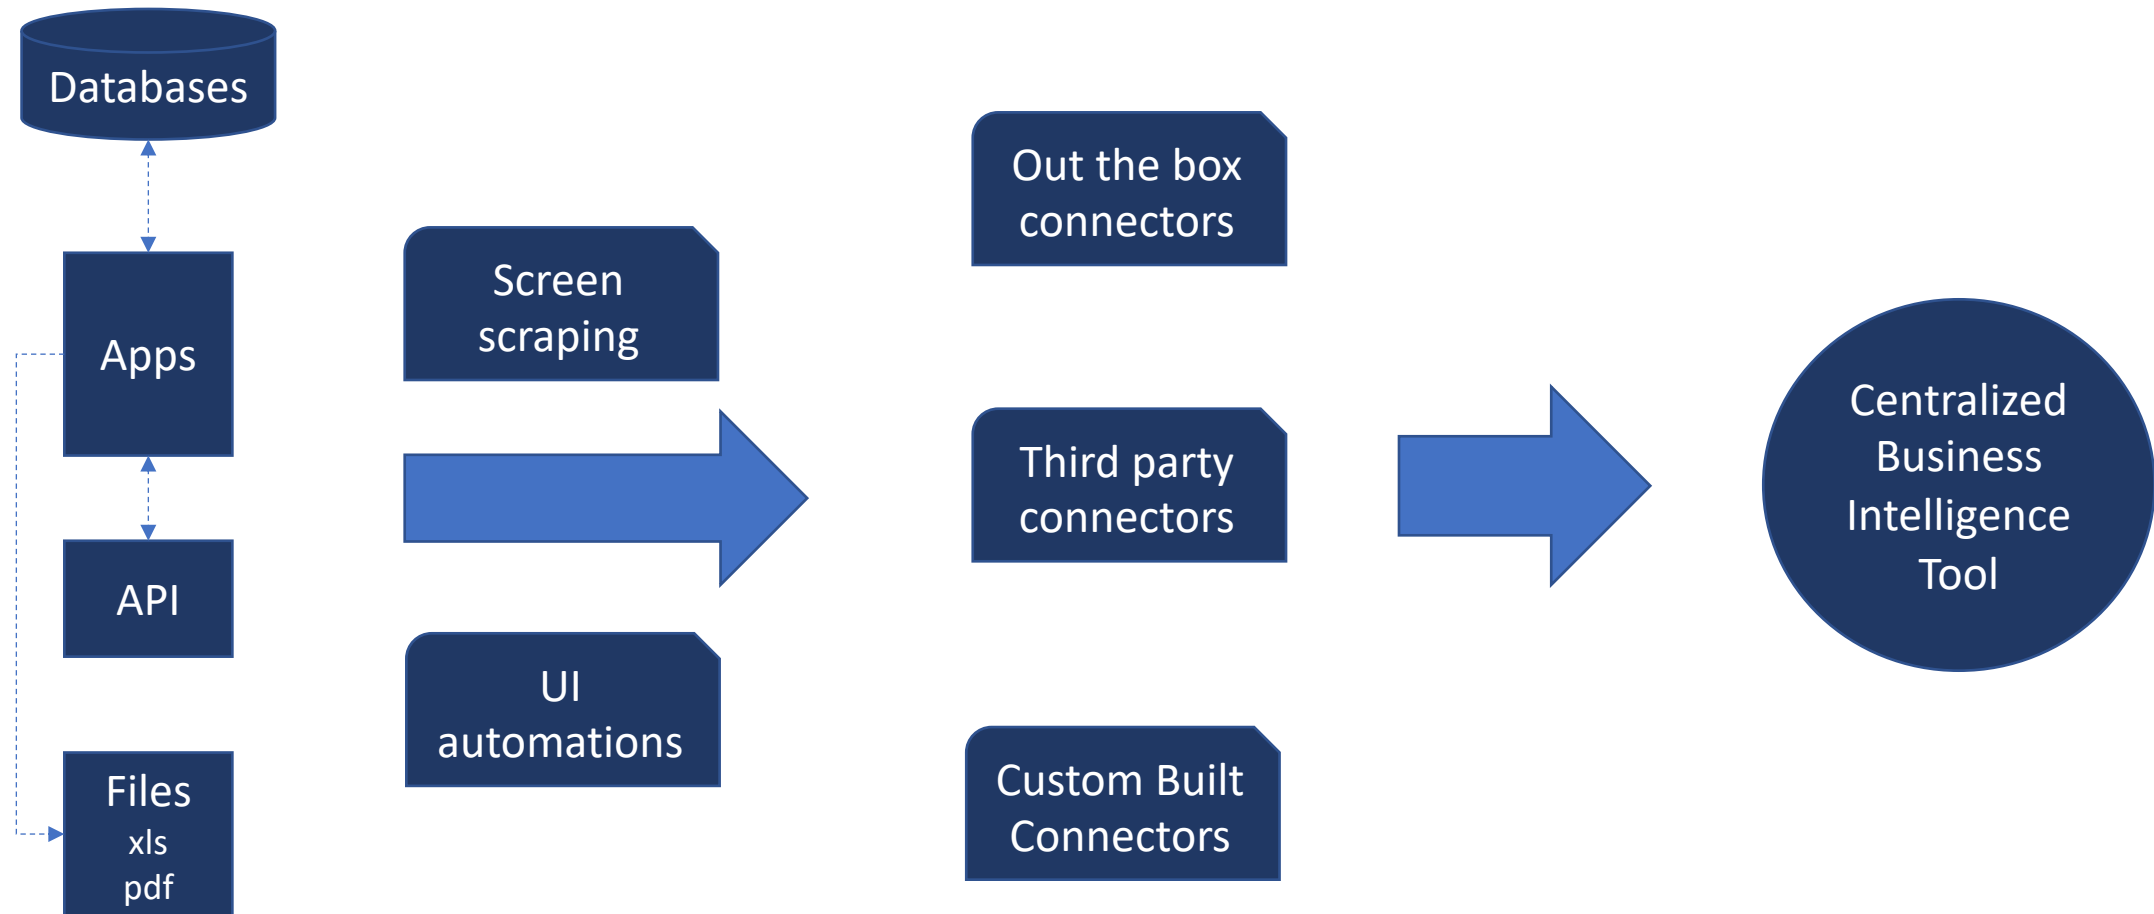 Databases
Apps
API
Files
xls
pdf
Screen
scraping
UI
automations
Out the box
connectors
Third party
connectors
Custom Built
Connectors
Centralized
Business
Intelligence
Tool